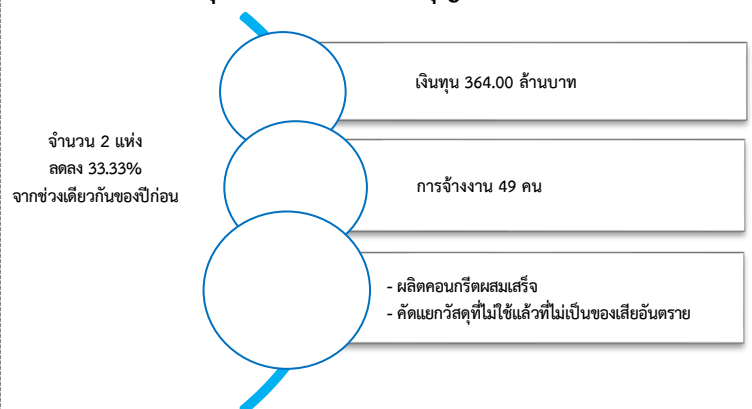 จำนวน 2 แห่ง
ลดลง 33.33%
จากช่วงเดียวกันของปีก่อน
เงินทุน 364.00 ล้านบาท
การจ้างงาน 49 คน
- ผลิตคอนกรีตผสมเสร็จ
- คัดแยกวัสดุที่ไม่ใช้แล้วที่ไม่เป็นของเสียอันตราย